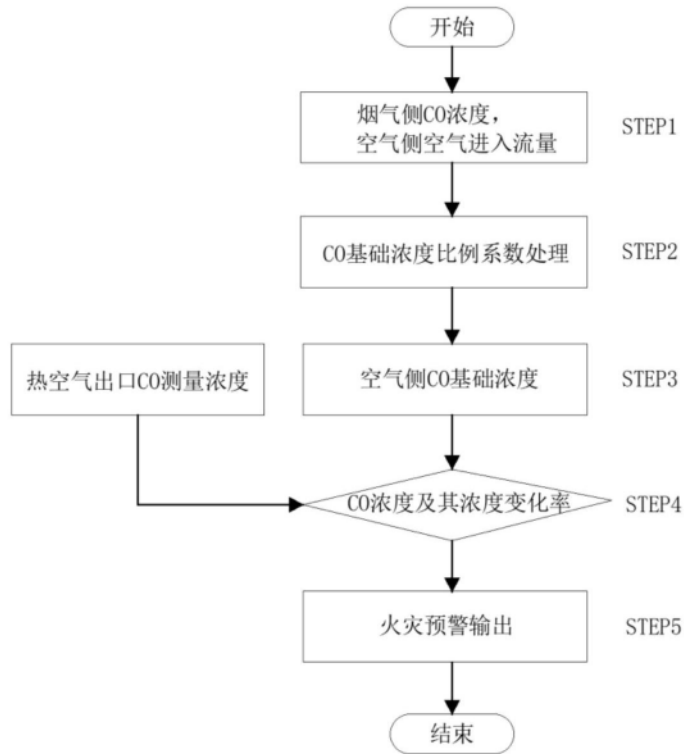 开始
烟气侧CO浓度，
空气侧空气进入流量
STEP1
CO基础浓度比例系数处理
STEP2
热空气出口CO测量浓度
空气侧CO基础浓度
STEP3
CO浓度及其浓度变化率
STEP4
火灾预警输出
STEP5
结束